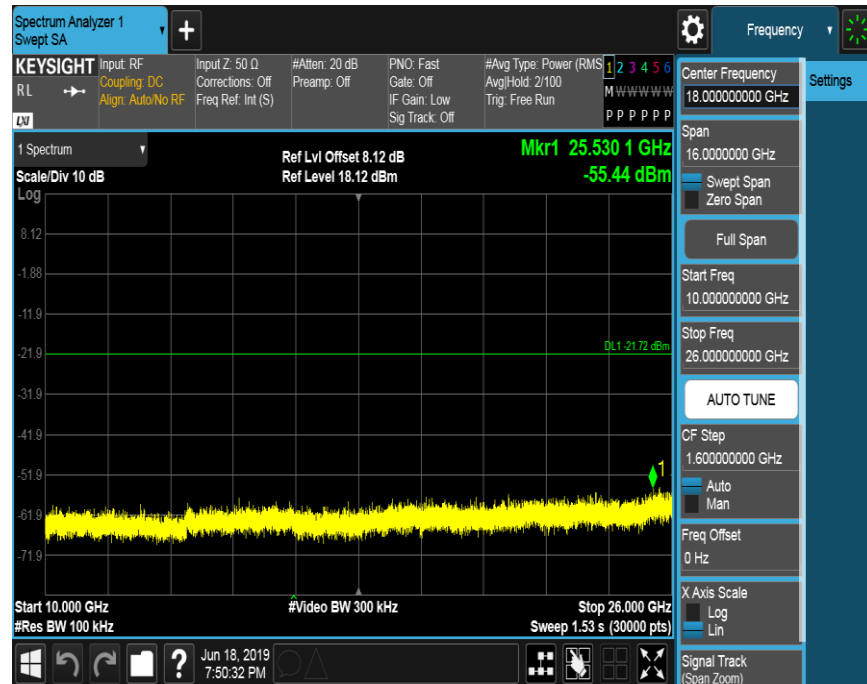 Spectrum Analyzer 1
Swept SA
+
Frequency
KEYSIGHT
RL
LXI
Input: RF
Coupling: DC
Align: Auto/No RF
Input Z: 50 Ω
Corrections: Off
Freq Ref: Int (S)
#Atten: 20 dB
Preamp: Off
PNO: Fast
Gate: Off
IF Gain: Low
Sig Track: Off
#Avg Type: Power (RMS
Avg|Hold: 2/100
Trig: Free Run
1 2 3 4 5 6
M W W W W W
P P P P P P
1 Spectrum
Scale/Div 10 dB
Ref Lvl Offset 8.12 dB
Ref Level 18.12 dBm
Mkr1 25.530 1 GHz
-55.44 dBm
Log
8.12
-1.88
-11.9
-21.9
-31.9
-41.9
-51.9
-61.9
-71.9
DL1 -21.72 dBm
1
Start 10.000 GHz
#Res BW 100 kHz
#Video BW 300 kHz
Stop 26.000 GHz
Sweep 1.53 s (30000 pts)
Center Frequency
18.000000000 GHz
Span
16.0000000 GHz
Swept Span
Zero Span
Full Span
Start Freq
10.000000000 GHz
Stop Freq
26.000000000 GHz
AUTO TUNE
CF Step
1.600000000 GHz
Auto
Man
Freq Offset
0 Hz
X Axis Scale
Log
Lin
Signal Track
(Span Zoom)
Settings
?
Jun 18, 2019
7:50:32 PM